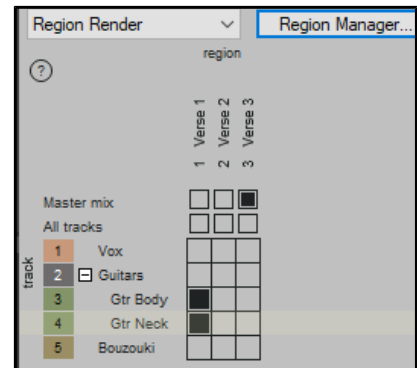 Region Render
Region Manager...
region
?
Verse 1
Verse 2
Verse 3
1
2
3
Master mix
All tracks
track
1 Vox
2 Guitars
3 Gtr Body
4 Gtr Neck
5 Bouzouki